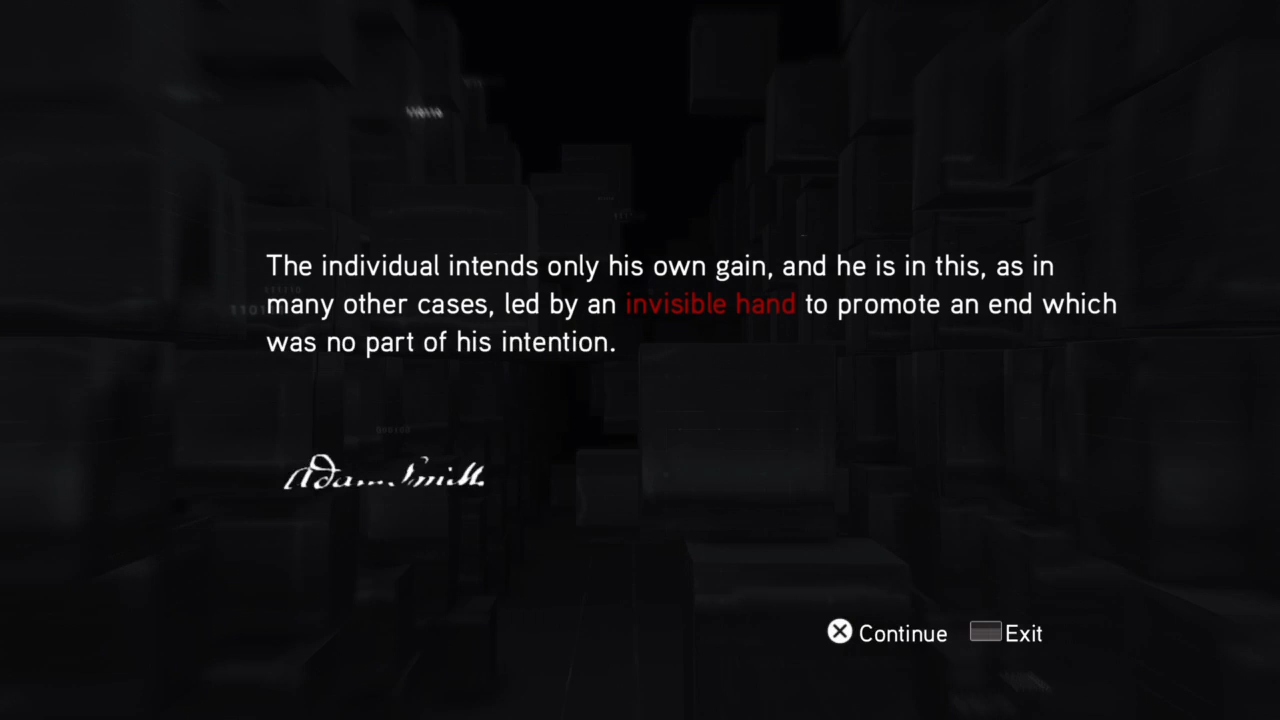 The individual intends only his own gain, and he is in this, as in
many other cases, led by an invisible hand to promote an end which
was no part of his intention.
Adam Smith
Continue Exit